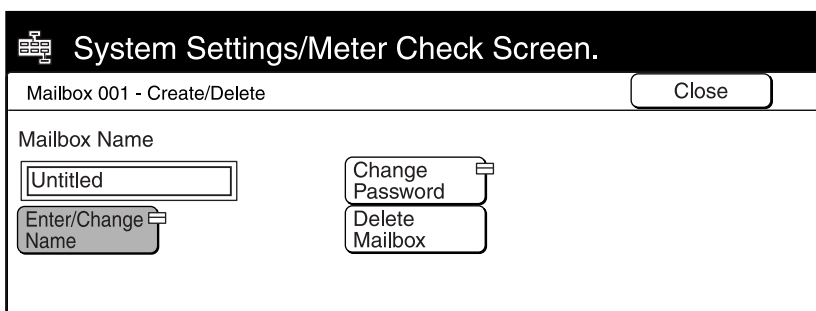 System Settings/Meter Check Screen.
Mailbox 001 - Create/Delete
Close
Mailbox Name
Untitled
Change
Password
Enter/Change
Name
Delete
Mailbox